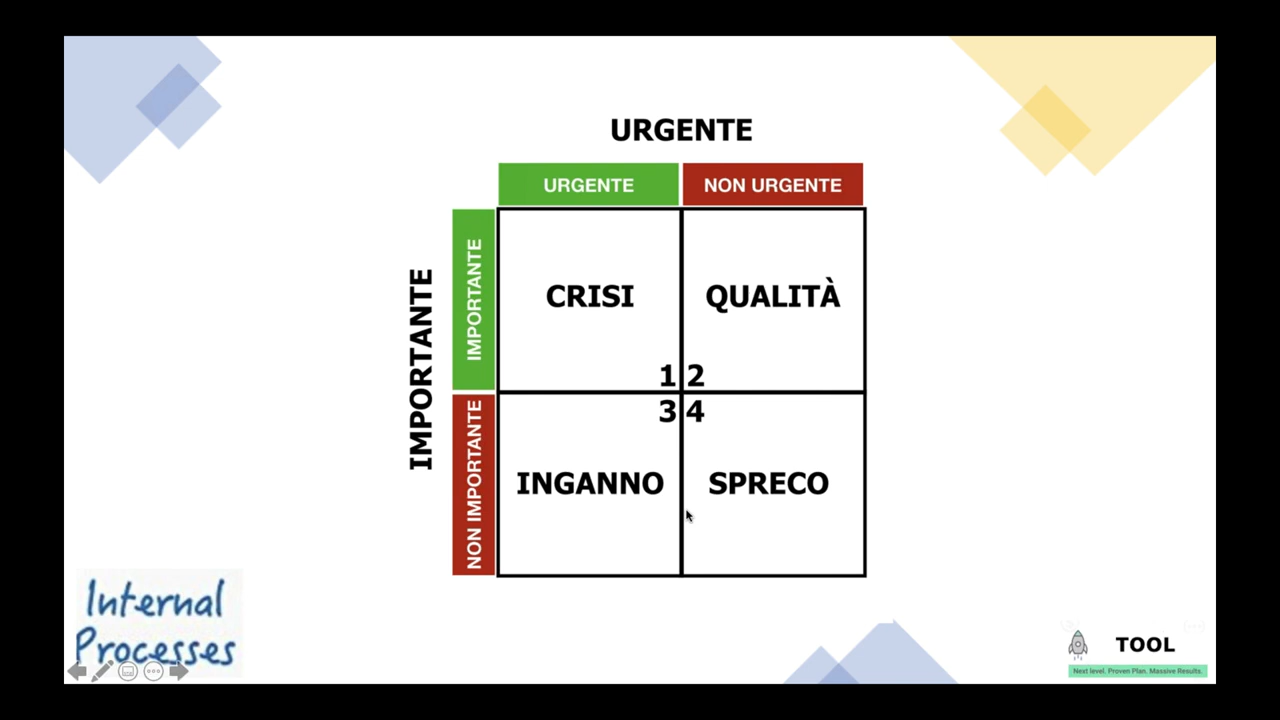 URGENTE
URGENTE
NON URGENTE
IMPORTANTE
IMPORTANTE
CRISI
QUALITÀ
1
2
NON IMPORTANTE
3
4
INGANNO
SPRECO
Internal
Processes
TOOL
Next level. Proven Plan. Massive Results.